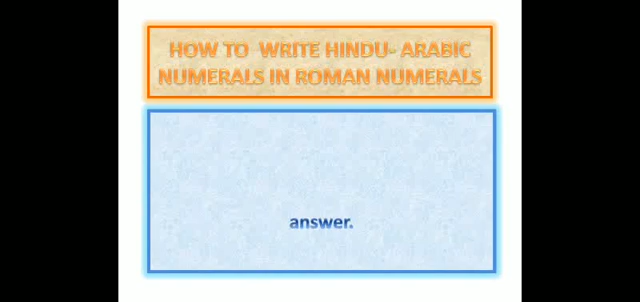 HOW TO WRITE HINDU- ARABIC
NUMERALS IN ROMAN NUMERALS
answer.